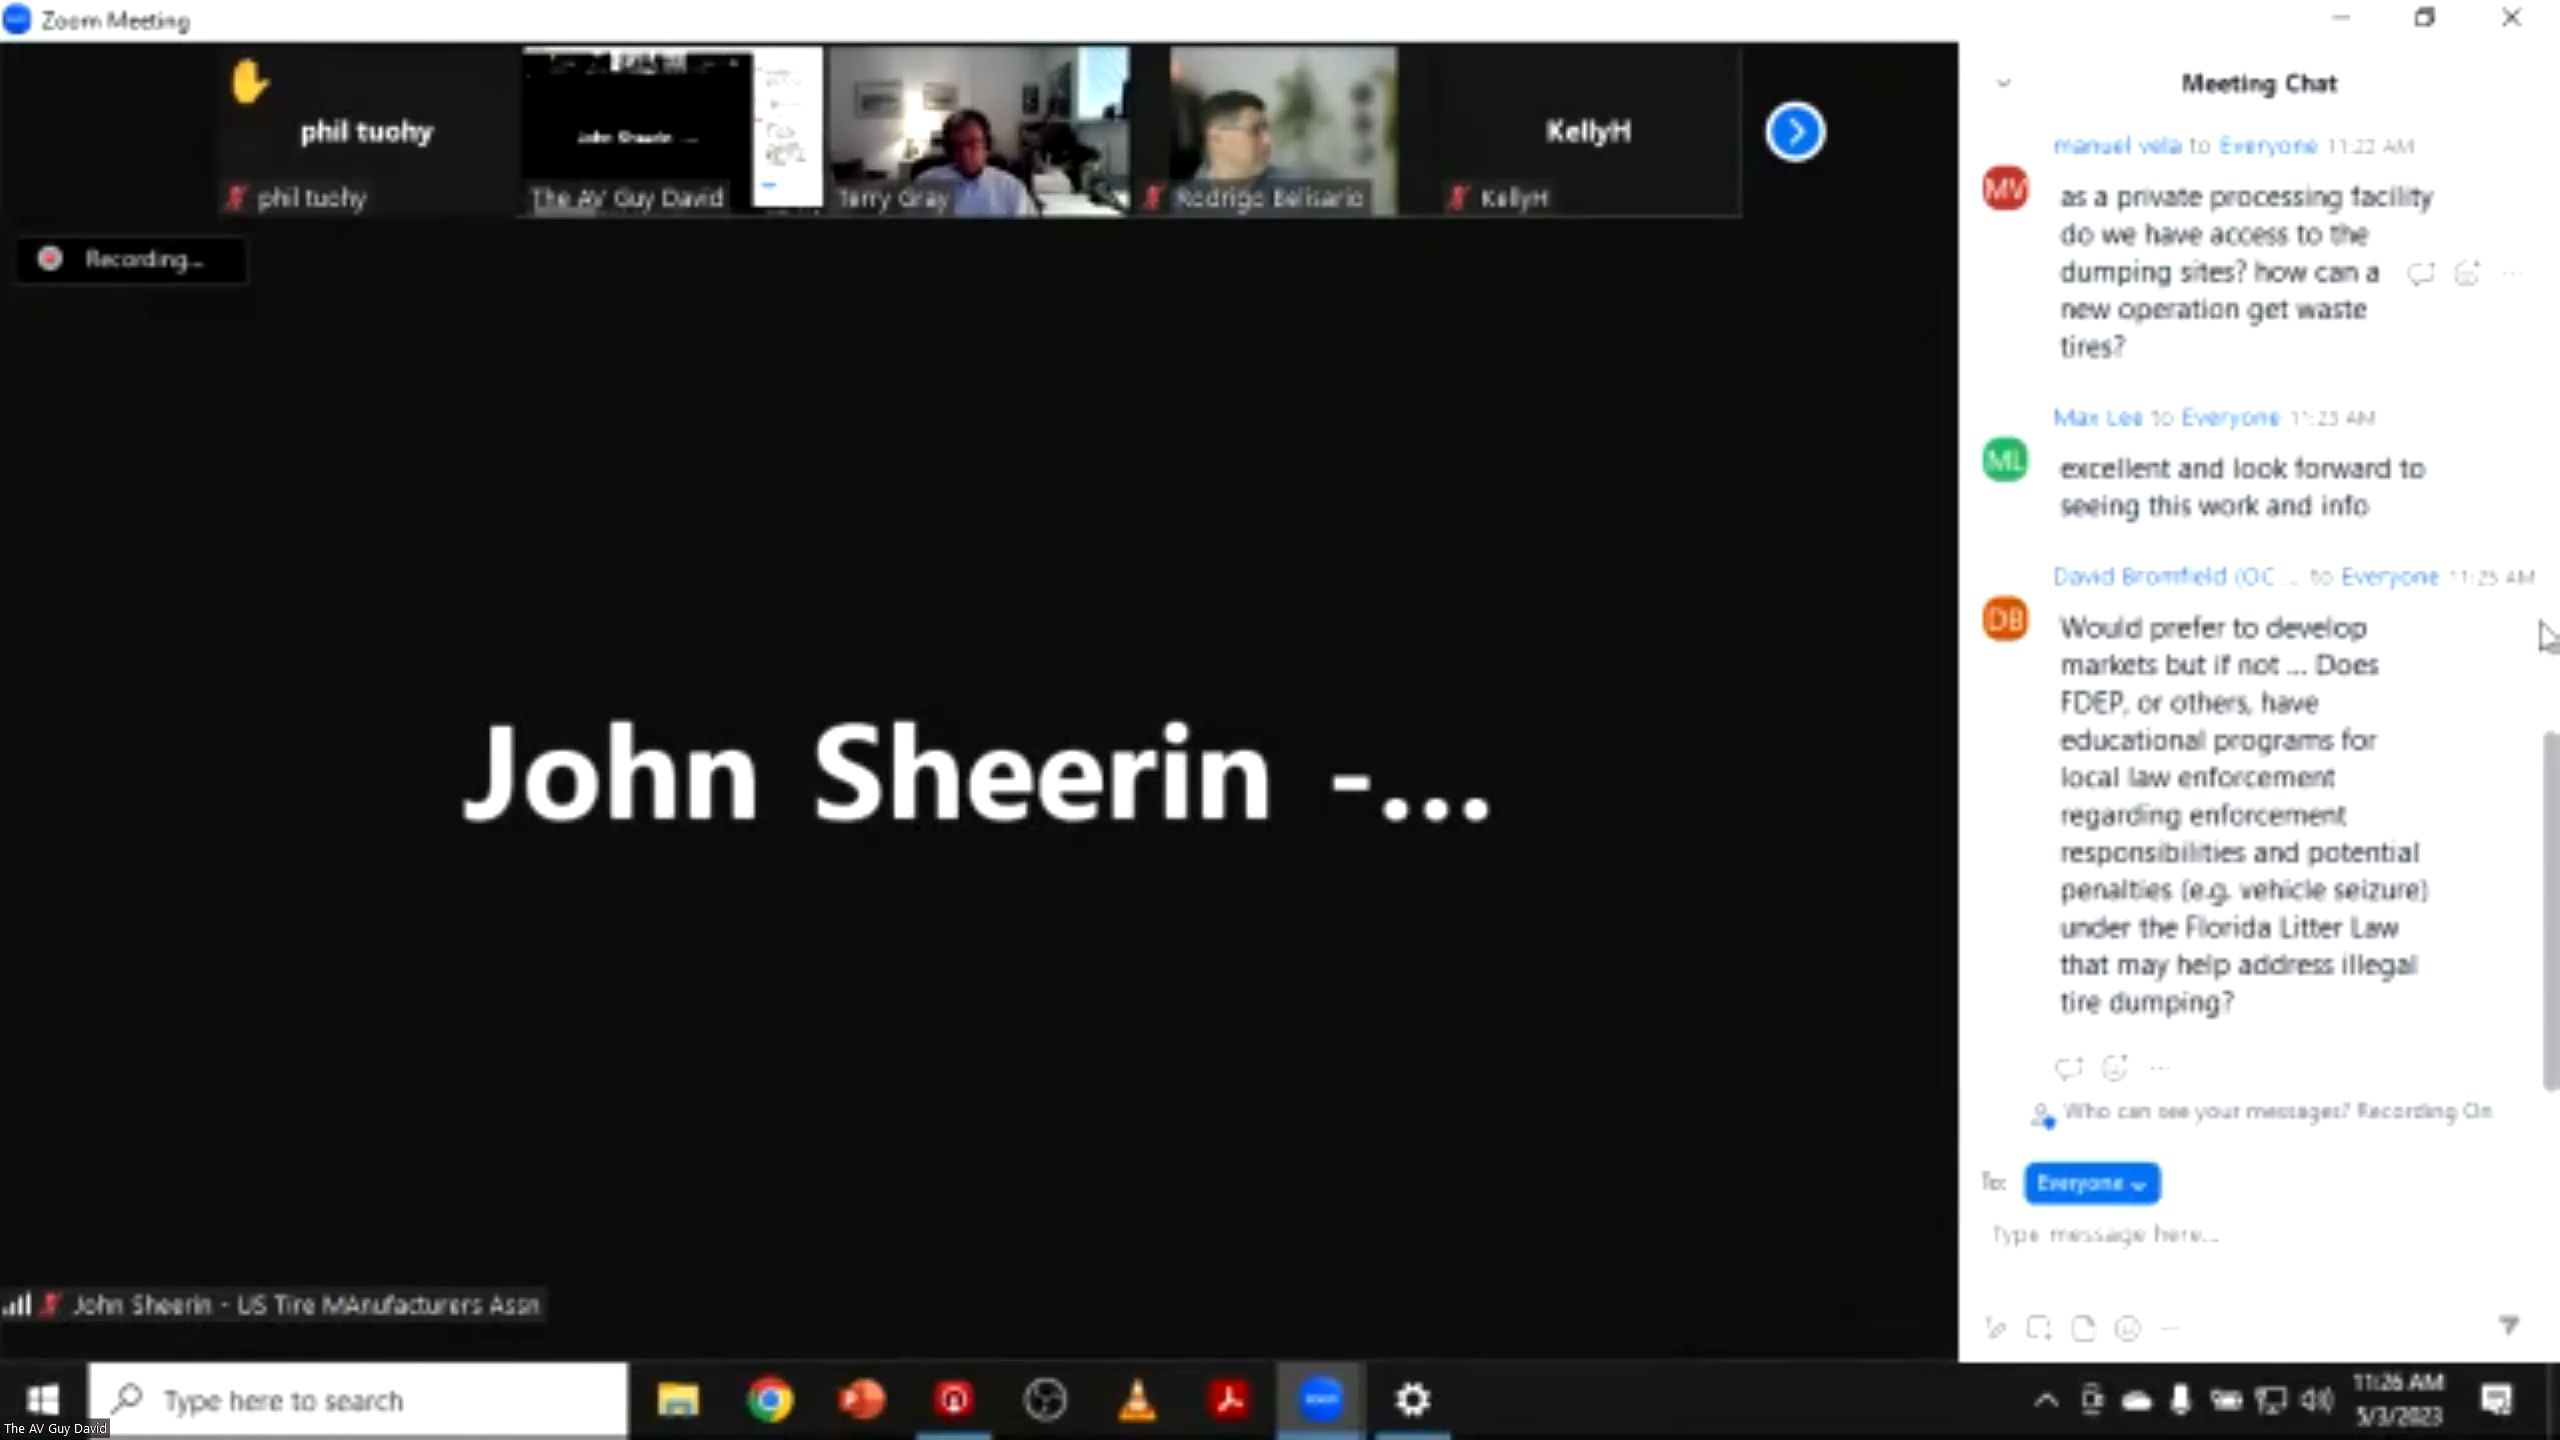 Zoom Meeting
phil tuohy
phil tuohy
John Sheerin - ...
The AV Guy David
Terry Gray
Rodrigo Belisario
KellyH
KellyH
Recording...
John Sheerin -...
John Sheerin - US Tire MAnufacturers Assn
Meeting Chat
manuel vela to Everyone 11:22 AM
MV
as a private processing facility
do we have access to the
dumping sites? how can a
new operation get waste
tires?
Max Lee to Everyone 11:23 AM
ML
excellent and look forward to
seeing this work and info
David Bromfield (OC ... to Everyone 11:25 AM
DB
Would prefer to develop
markets but if not ... Does
FDEP, or others, have
educational programs for
local law enforcement
regarding enforcement
responsibilities and potential
penalties (e.g. vehicle seizure)
under the Florida Litter Law
that may help address illegal
tire dumping?
Who can see your messages? Recording On
To: Everyone
Type message here...
Type here to search
zoom
11:26 AM
5/3/2023
The AV Guy David